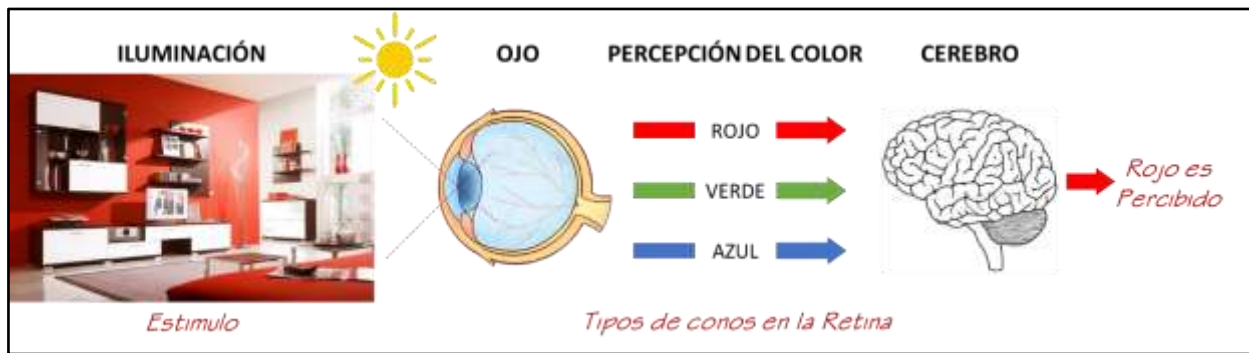 ILUMINACIÓN
OJO
PERCEPCIÓN DEL COLOR
CEREBRO
ROJO
VERDE
AZUL
Rojo es
Percibido
Estimulo
Tipos de conos en la Retina